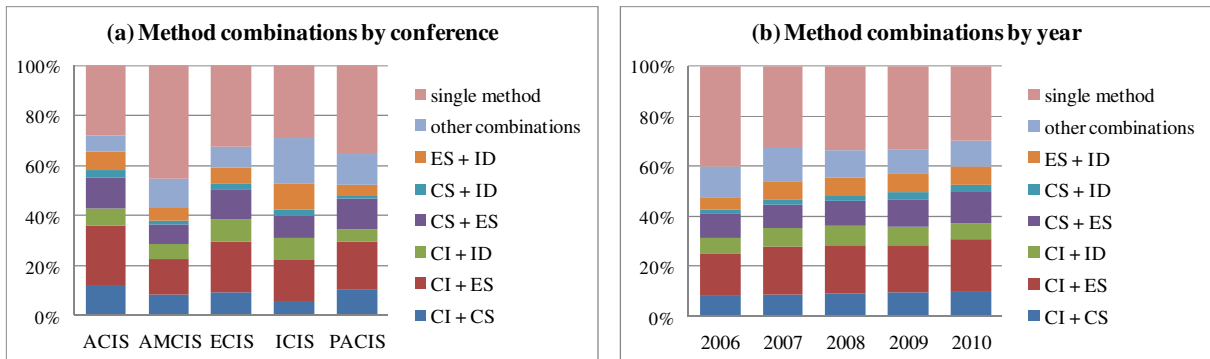 (a) Method combinations by conference
100%
80%
60%
40%
20%
0%
ACIS AMCIS ECIS ICIS PACIS
single method
other combinations
ES + ID
CS + ID
CS + ES
CI + ID
CI + ES
CI + CS
(b) Method combinations by year
100%
80%
60%
40%
20%
0%
2006 2007 2008 2009 2010
single method
other combinations
ES + ID
CS + ID
CS + ES
CI + ID
CI + ES
CI + CS